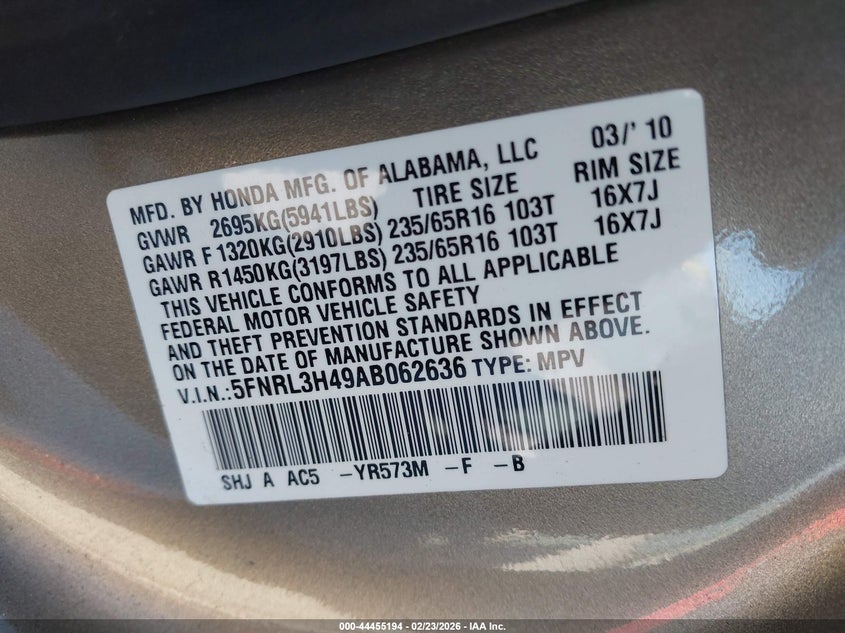 MFD. BY HONDA MFG. OF ALABAMA, LLC 03/' 10
GVWR 2695KG(5941LBS) TIRE SIZE RIM SIZE
GAWR F 1320KG(2910LBS) 235/65R16 103T 16X7J
GAWR R1450KG(3197LBS) 235/65R16 103T 16X7J
THIS VEHICLE CONFORMS TO ALL APPLICABLE
FEDERAL MOTOR VEHICLE SAFETY
AND THEFT PREVENTION STANDARDS IN EFFECT
ON THE DATE OF MANUFACTURE SHOWN ABOVE.
V.I.N.:5FNRL3H49AB062636 TYPE: MPV
SHJ A AC5 -YR573M -F -B
000-44455194 - 02/23/2026 - IAA Inc.